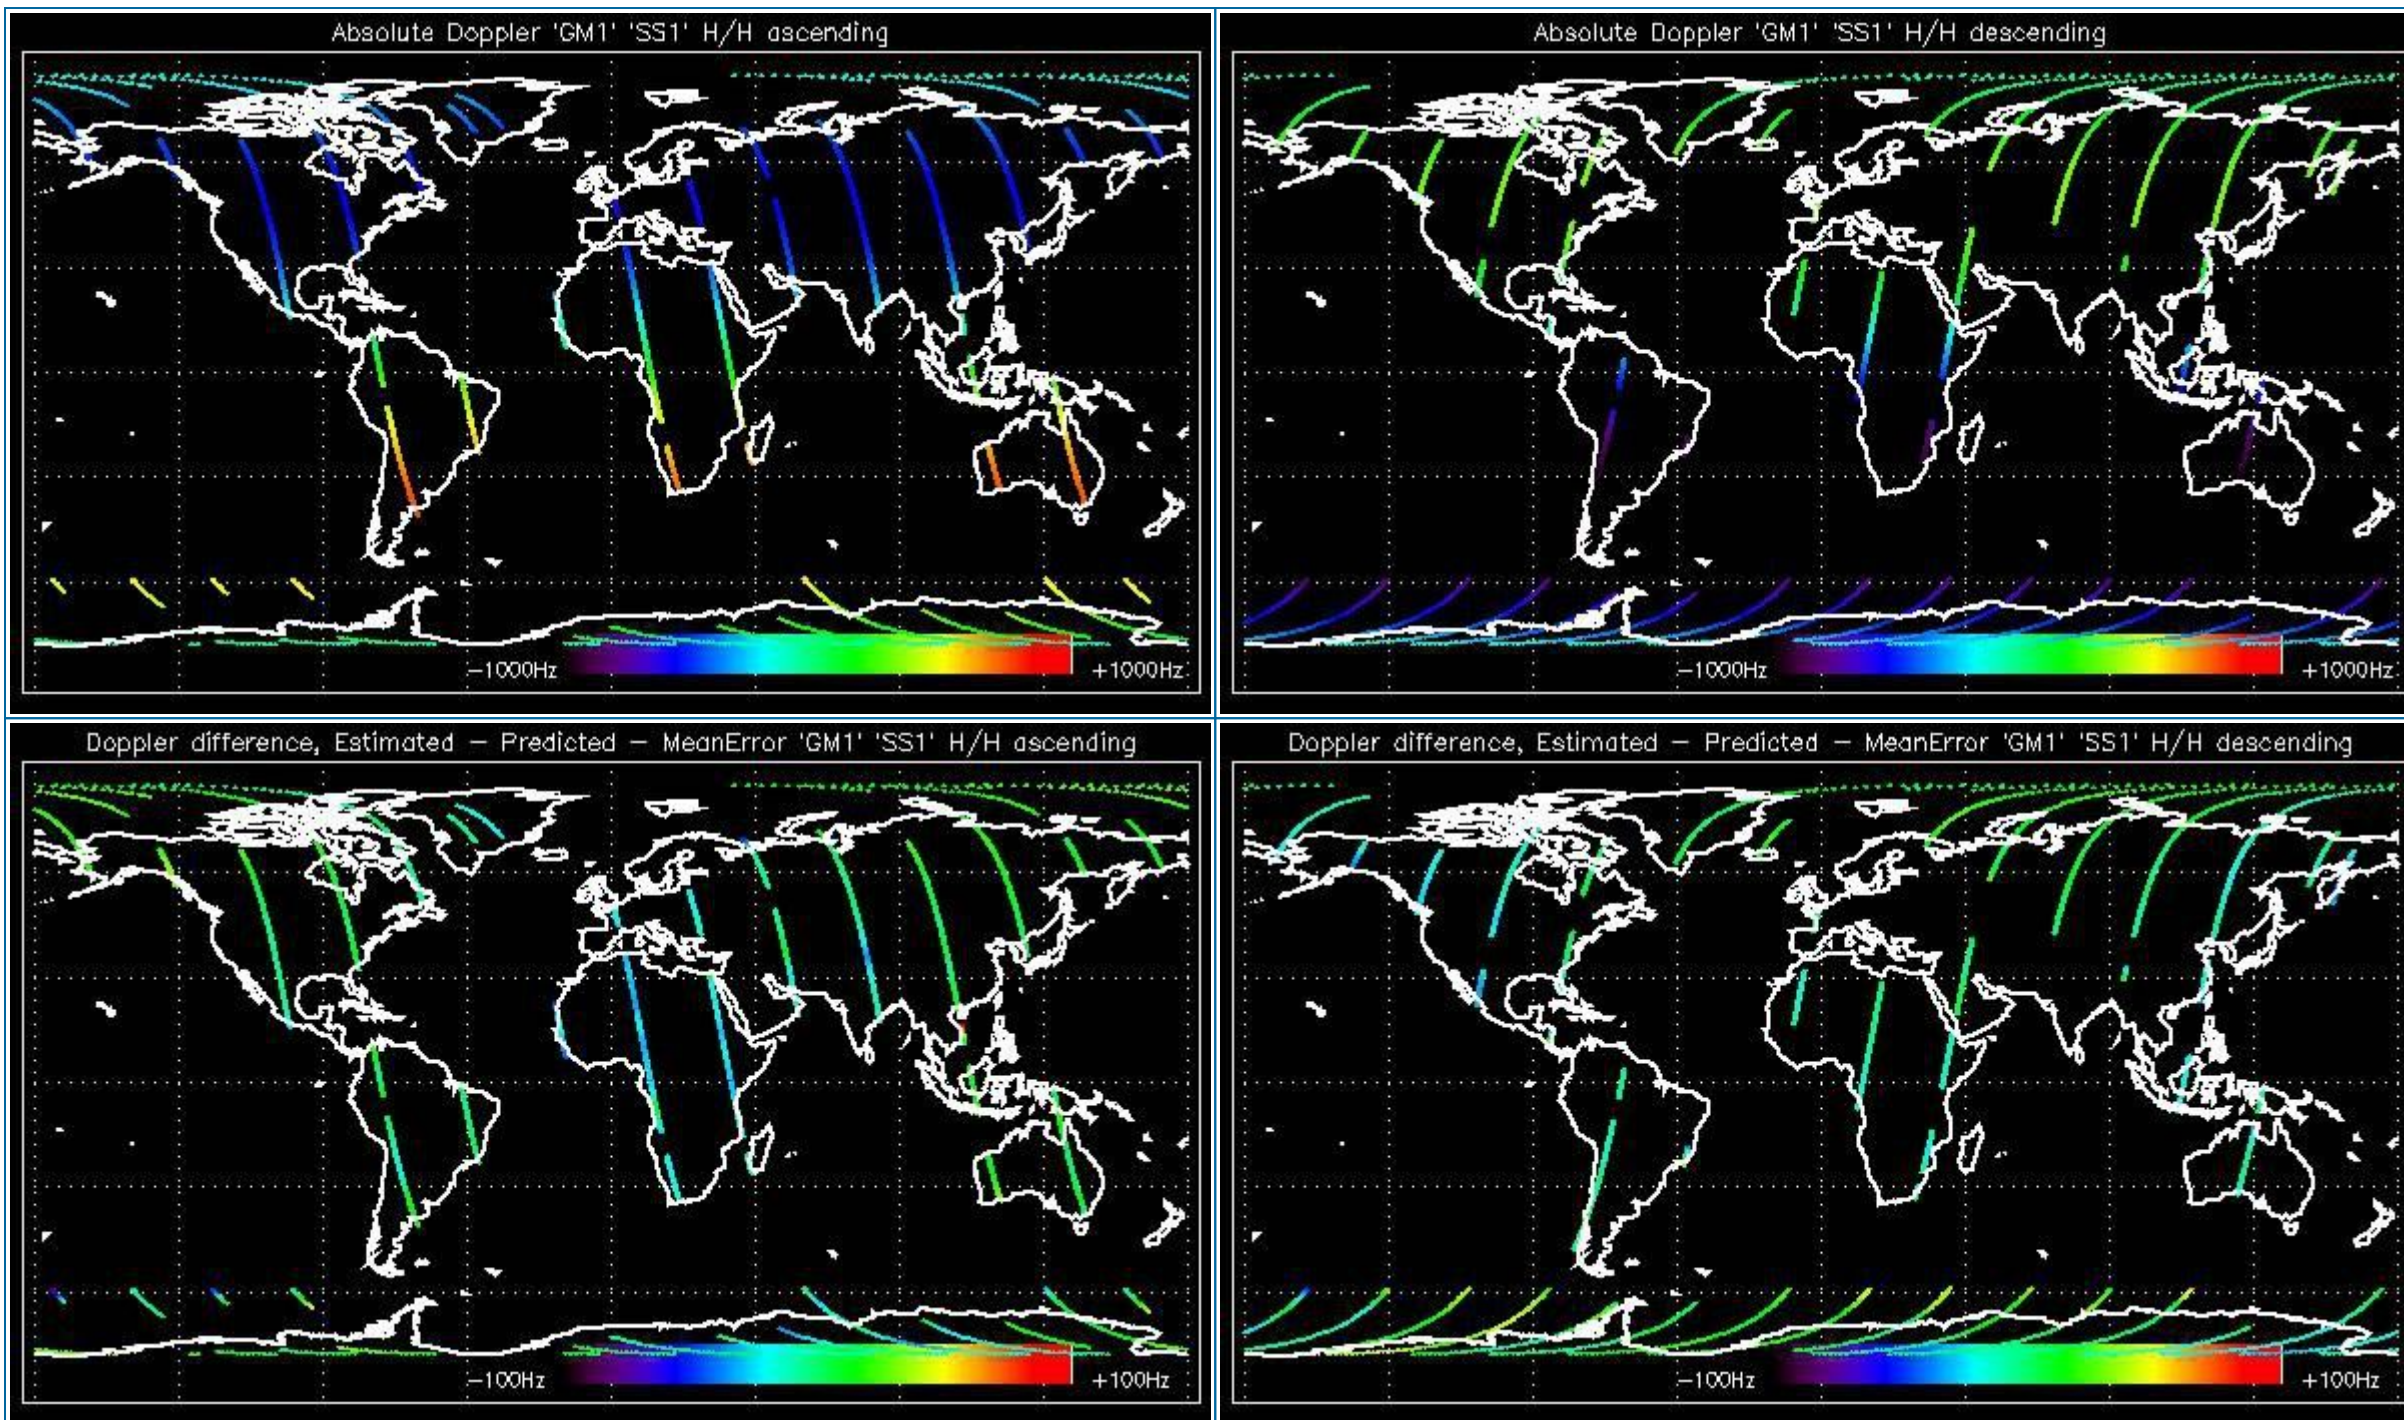 Absolute Doppler 'GM1' 'SS1' H/H ascending
-1000Hz
+1000Hz
Absolute Doppler 'GM1' 'SS1' H/H descending
-1000Hz
+1000Hz
Doppler difference, Estimated - Predicted - MeanError 'GM1' 'SS1' H/H ascending
-100Hz
+100Hz
Doppler difference, Estimated - Predicted - MeanError 'GM1' 'SS1' H/H descending
-100Hz
+100Hz